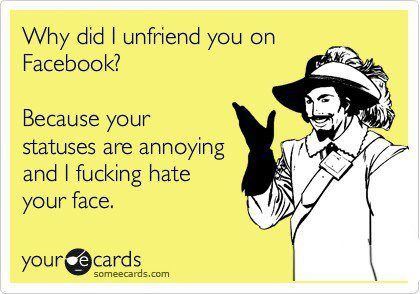 Why did I unfriend you on
Facebook?
Because your
statuses are annoying
and I fucking hate
your face.
your e cards
someecards.com